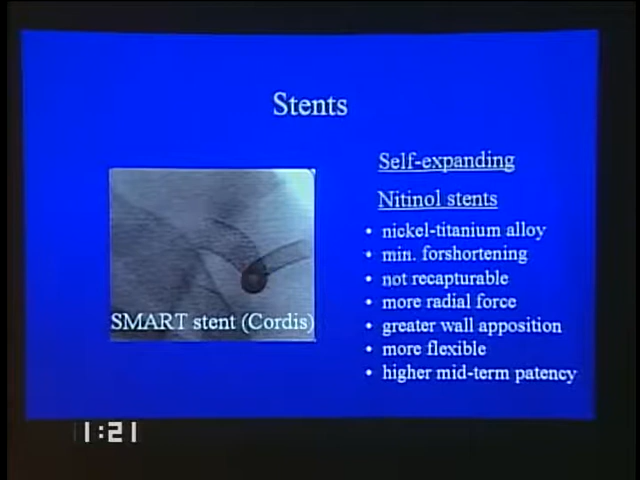 Stents
Self-expanding
Nitinol stents
• nickel-titanium alloy
• min. forshortening
• not recapturable
• more radial force
• greater wall apposition
• more flexible
• higher mid-term patency
SMART stent (Cordis)
1:21